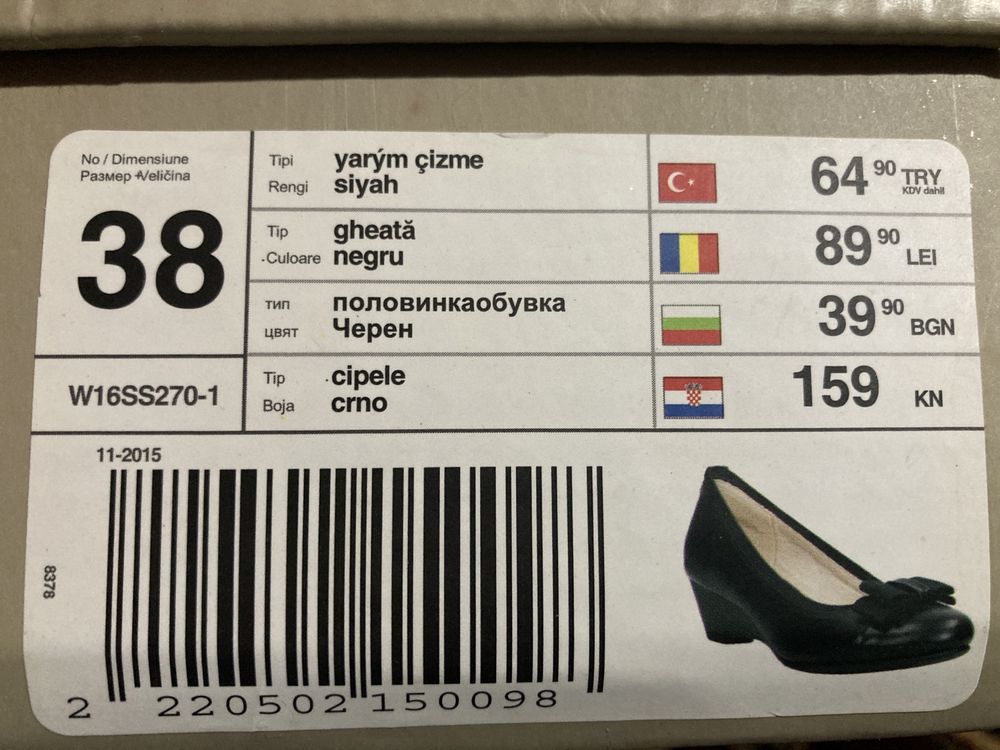 No / Dimensiune
Размер +Veličina
38
W16SS270-1
Tipi yarým çizme
Rengi siyah
64 90 TRY
KDV dahil
Tip gheată
Culoare negru
89 90 LEI
тип половинкаобувка
цвят Черен
39 90 BGN
Tip cipele
Boja crno
159 KN
11-2015
8378
2 220502 150098